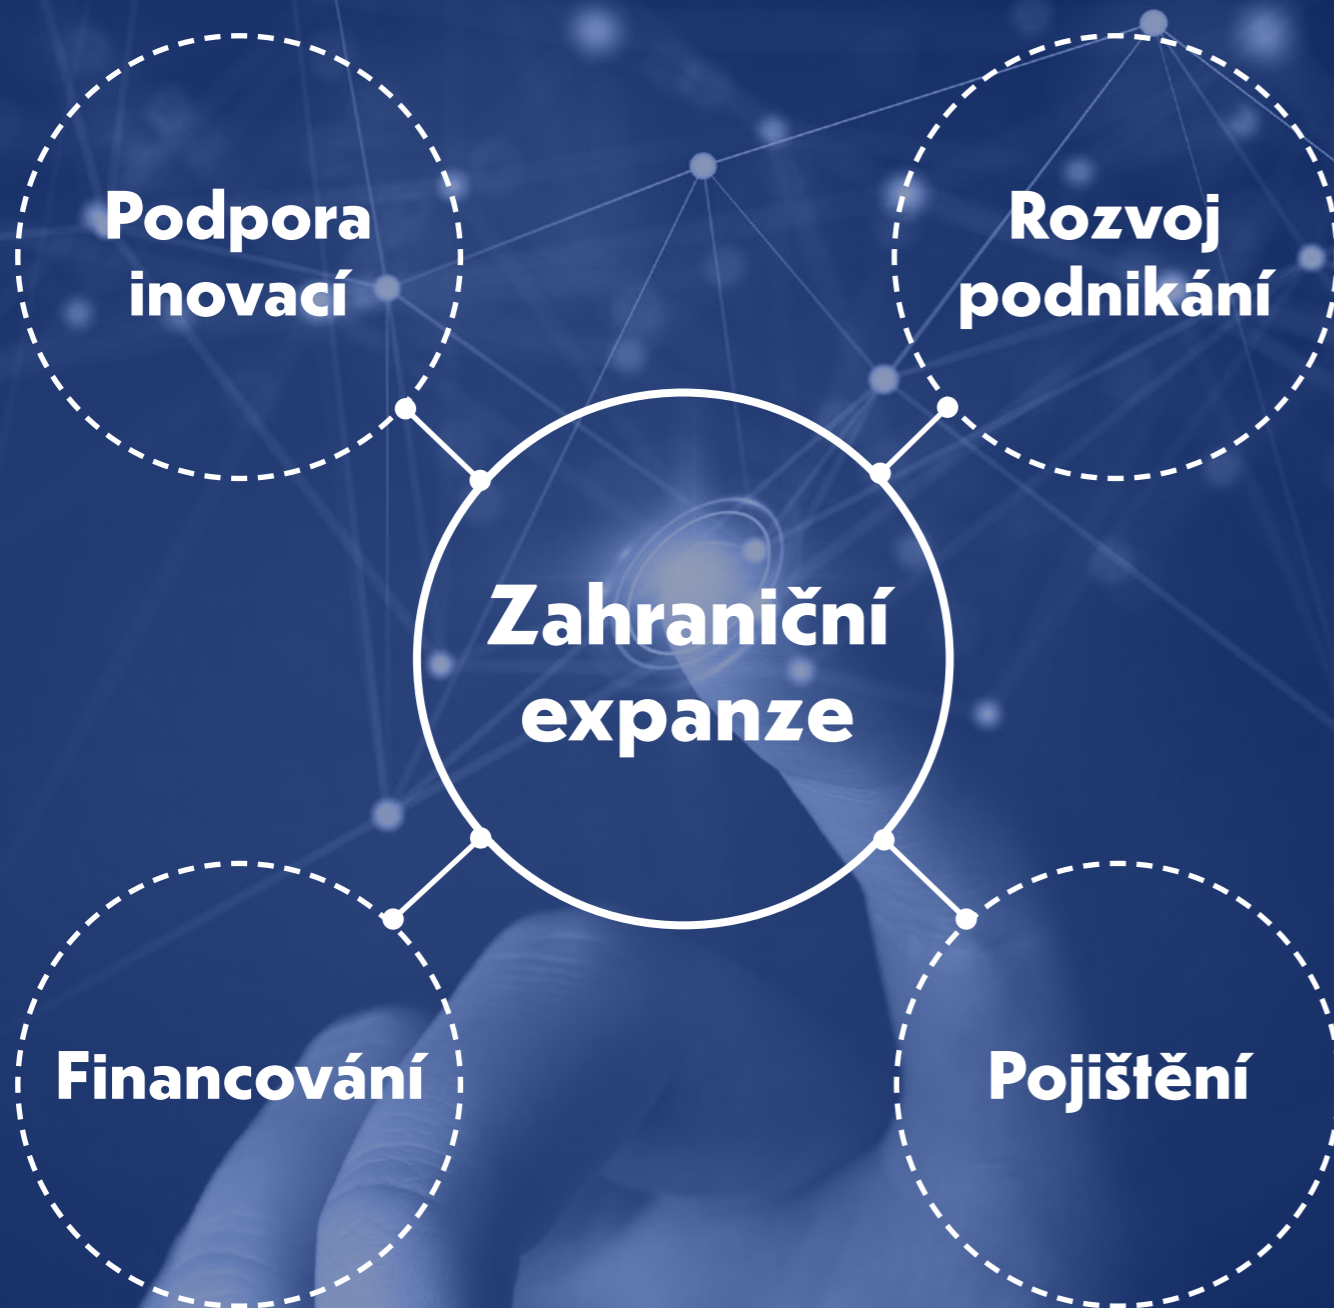 Podpora
inovací
Rozvoj
podnikání
Zahraniční
expanze
Financování
Pojištění